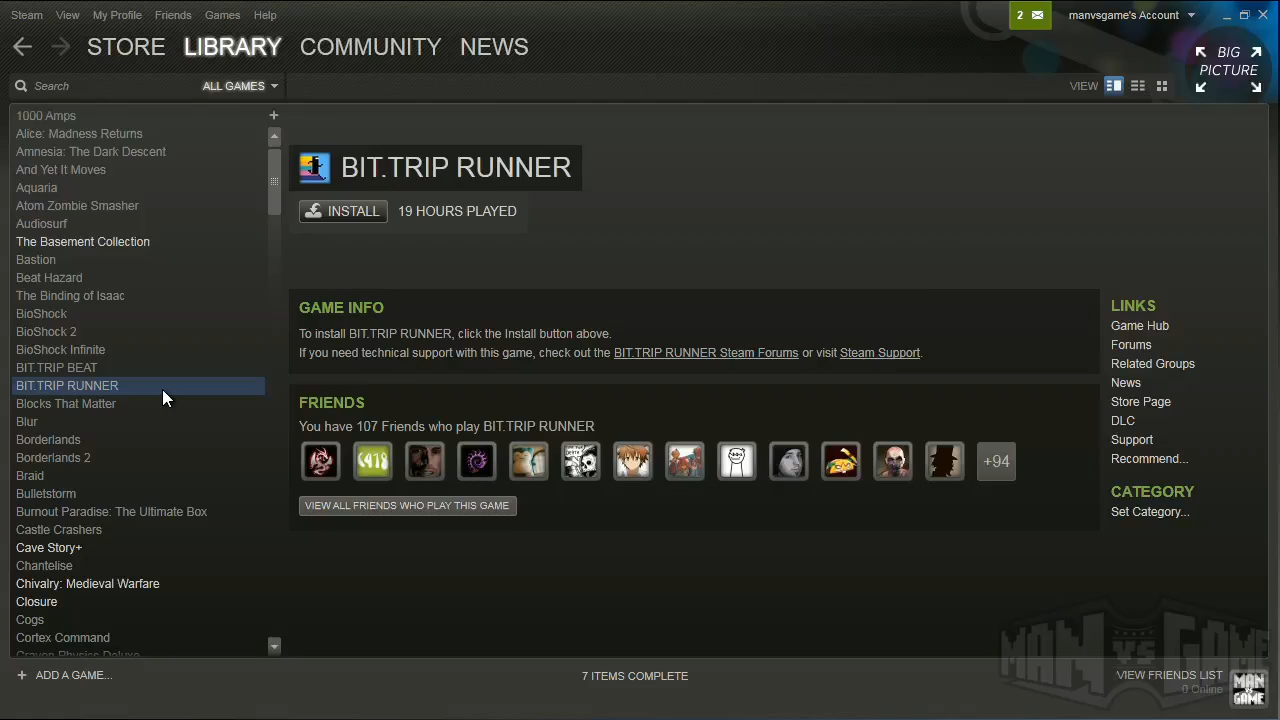 Steam View My Profile Friends Games Help
2 manvsgame's Account
STORE LIBRARY COMMUNITY NEWS
BIG PICTURE
Search ALL GAMES
VIEW
1000 Amps
Alice: Madness Returns
Amnesia: The Dark Descent
And Yet It Moves
Aquaria
Atom Zombie Smasher
Audiosurf
The Basement Collection
Bastion
Beat Hazard
The Binding of Isaac
BioShock
BioShock 2
BioShock Infinite
BIT.TRIP BEAT
BIT.TRIP RUNNER
Blocks That Matter
Blur
Borderlands
Borderlands 2
Braid
Bulletstorm
Burnout Paradise: The Ultimate Box
Castle Crashers
Cave Story+
Chantelise
Chivalry: Medieval Warfare
Closure
Cogs
Cortex Command
Crayon Physics Deluxe
BIT.TRIP RUNNER
INSTALL 19 HOURS PLAYED
GAME INFO
To install BIT.TRIP RUNNER, click the Install button above.
If you need technical support with this game, check out the BIT.TRIP RUNNER Steam Forums or visit Steam Support.
FRIENDS
You have 107 Friends who play BIT.TRIP RUNNER
+94
VIEW ALL FRIENDS WHO PLAY THIS GAME
LINKS
Game Hub
Forums
Related Groups
News
Store Page
DLC
Support
Recommend...
CATEGORY
Set Category...
MAN VS GAME
ADD A GAME...
7 ITEMS COMPLETE
VIEW FRIENDS LIST
0 Online
MAN VS GAME